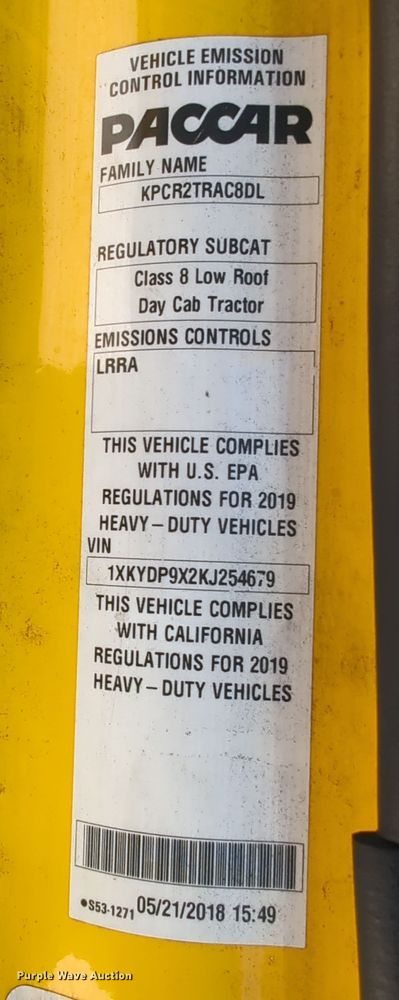 VEHICLE EMISSION
CONTROL INFORMATION
PACCAR
FAMILY NAME
KPCR2TRAC8DL
REGULATORY SUBCAT
Class 8 Low Roof
Day Cab Tractor
EMISSIONS CONTROLS
LRRA
THIS VEHICLE COMPLIES
WITH U.S. EPA
REGULATIONS FOR 2019
HEAVY – DUTY VEHICLES
VIN
1XKYDP9X2KJ254679
THIS VEHICLE COMPLIES
WITH CALIFORNIA
REGULATIONS FOR 2019
HEAVY – DUTY VEHICLES
•S53-1271 05/21/2018 15:49
Purple Wave Auction